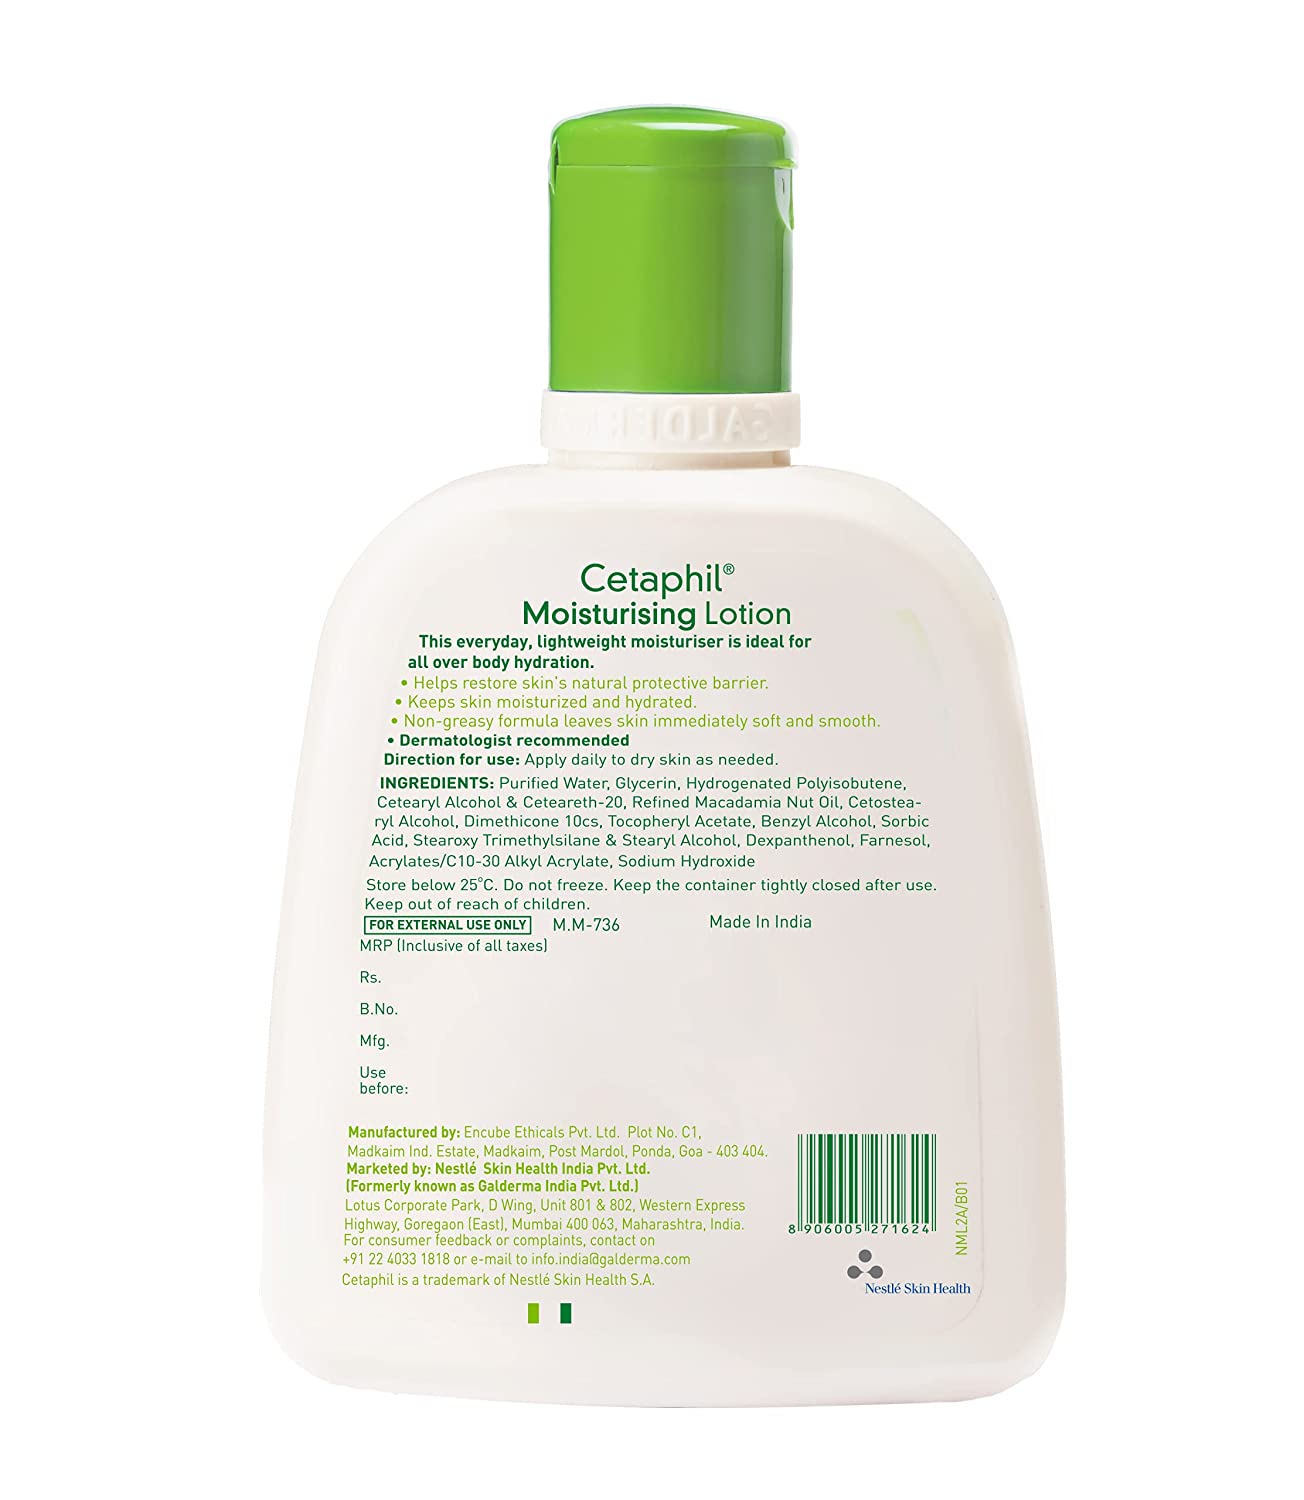 GALDER
Cetaphil®
Moisturising Lotion
This everyday, lightweight moisturiser is ideal for
all over body hydration.
• Helps restore skin's natural protective barrier.
• Keeps skin moisturized and hydrated.
• Non-greasy formula leaves skin immediately soft and smooth.
• Dermatologist recommended
Direction for use: Apply daily to dry skin as needed.
INGREDIENTS: Purified Water, Glycerin, Hydrogenated Polyisobutene,
Cetearyl Alcohol & Ceteareth-20, Refined Macadamia Nut Oil, Cetostea-
ryl Alcohol, Dimethicone 10cs, Tocopheryl Acetate, Benzyl Alcohol, Sorbic
Acid, Stearoxy Trimethylsilane & Stearyl Alcohol, Dexpanthenol, Farnesol,
Acrylates/C10-30 Alkyl Acrylate, Sodium Hydroxide
Store below 25°C. Do not freeze. Keep the container tightly closed after use.
Keep out of reach of children.
FOR EXTERNAL USE ONLY M.M-736 Made In India
MRP (Inclusive of all taxes)
Rs.
B.No.
Mfg.
Use
before:
Manufactured by: Encube Ethicals Pvt. Ltd. Plot No. C1,
Madkaim Ind. Estate, Madkaim, Post Mardol, Ponda, Goa - 403 404.
Marketed by: Nestlé Skin Health India Pvt. Ltd.
(Formerly known as Galderma India Pvt. Ltd.)
Lotus Corporate Park, D Wing, Unit 801 & 802, Western Express
Highway, Goregaon (East), Mumbai 400 063, Maharashtra, India.
For consumer feedback or complaints, contact on
+91 22 4033 1818 or e-mail to info.india@galderma.com
Cetaphil is a trademark of Nestlé Skin Health S.A.
8 906005 271624
NML2A/B01
Nestlé Skin Health